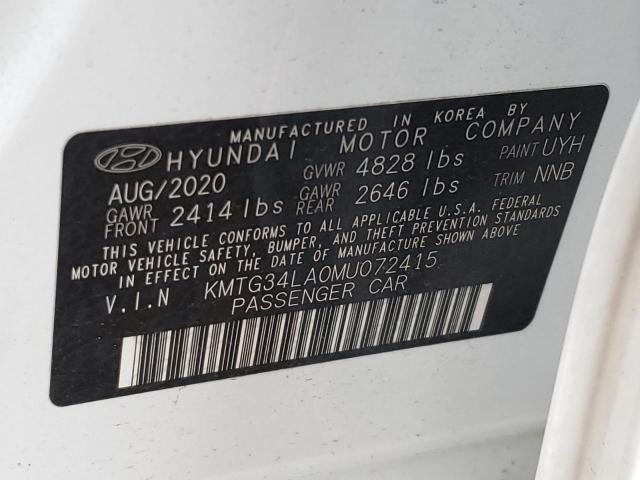 MANUFACTURED IN KOREA BY
HYUNDAI MOTOR COMPANY
AUG/2020 GVWR 4828 lbs PAINT UYH
GAWR FRONT 2414 lbs GAWR REAR 2646 lbs TRIM NNB
THIS VEHICLE CONFORMS TO ALL APPLICABLE U.S.A. FEDERAL
MOTOR VEHICLE SAFETY, BUMPER, AND THEFT PREVENTION STANDARDS
IN EFFECT ON THE DATE OF MANUFACTURE SHOWN ABOVE
V.I.N KMTG34LA0MU072415
PASSENGER CAR